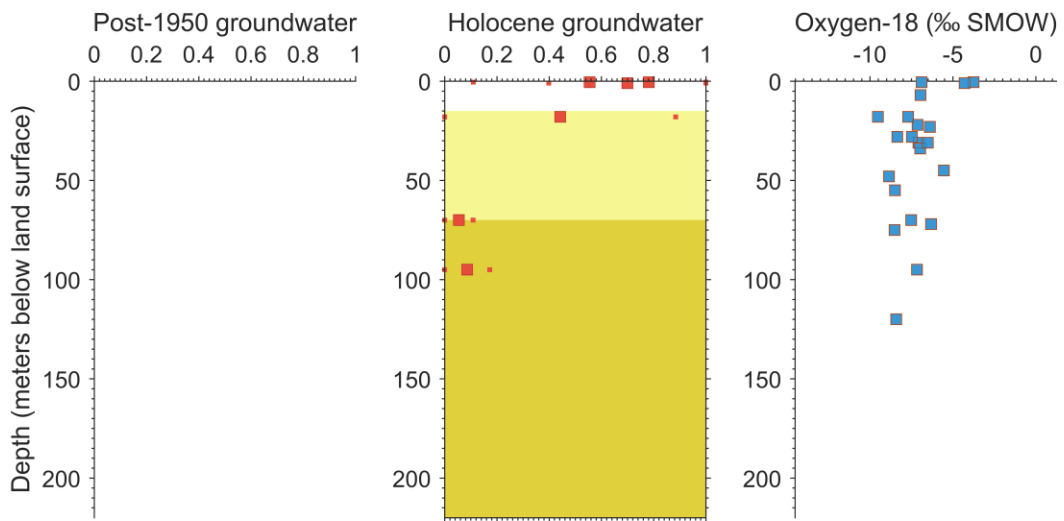 Post-1950 groundwater Holocene groundwater Oxygen-18 (‰ SMOW)
0 0.2 0.4 0.6 0.8 1 0 0.2 0.4 0.6 0.8 1 -10 -5 0
Depth (meters below land surface)
0 0 0
50 50 50
100 100 100
150 150 150
200 200 200